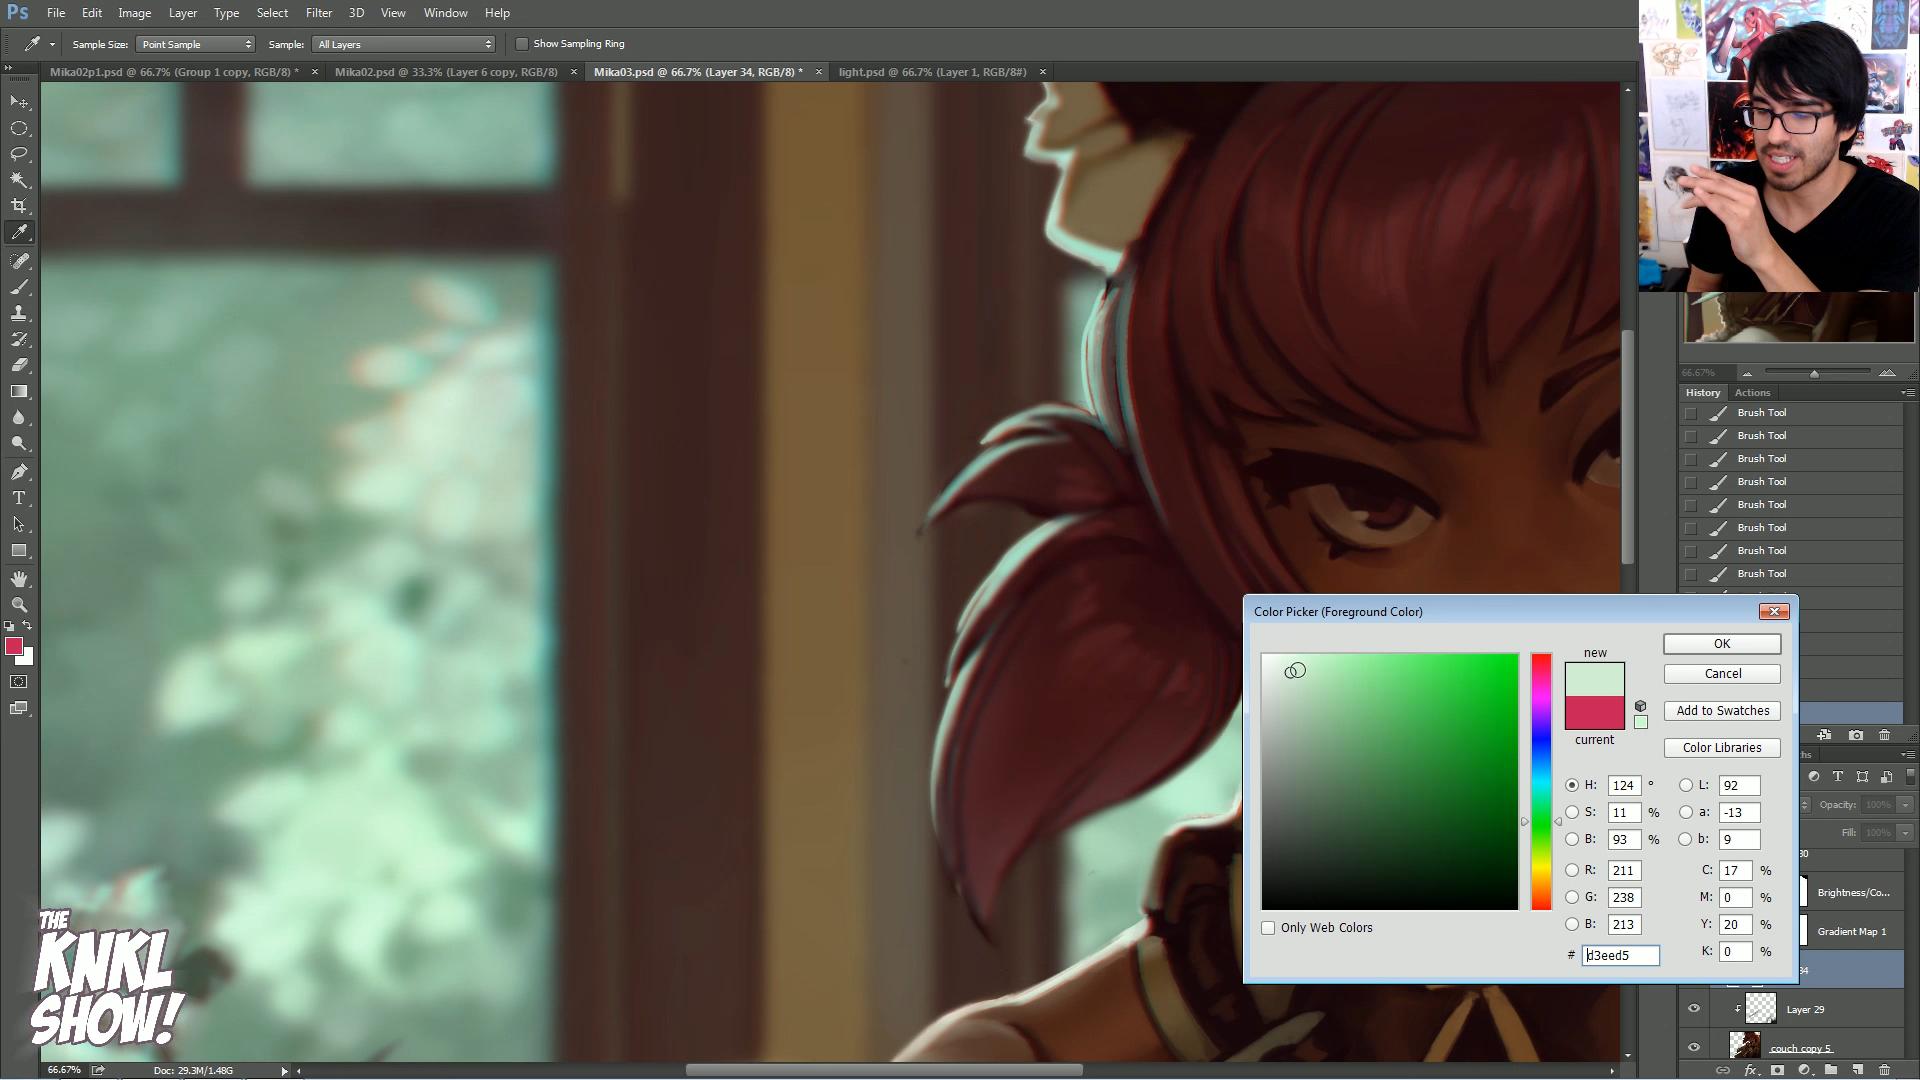 Ps File Edit Image Layer Type Select Filter 3D View Window Help
Sample Size: Point Sample Sample: All Layers Show Sampling Ring
Mika02p1.psd @ 66.7% (Group 1 copy, RGB/8) * × Mika02.psd @ 33.3% (Layer 6 copy, RGB/8) × Mika03.psd @ 66.7% (Layer 34, RGB/8) * × light.psd @ 66.7% (Layer 1, RGB/8#) ×
66.67%
History Actions
Brush Tool
Brush Tool
Brush Tool
Brush Tool
Brush Tool
Brush Tool
Brush Tool
Brush Tool
Color Picker (Foreground Color)
new
current
OK
Cancel
Add to Swatches
Color Libraries
H: 124 ° L: 92
S: 11 % a: -13
B: 93 % b: 9
R: 211 C: 17 %
G: 238 M: 0 %
B: 213 Y: 20 %
# d3eed5 K: 0 %
Only Web Colors
Opacity: 100%
Fill: 100%
30
Brightness/Co...
Gradient Map 1
34
Layer 29
couch copy 5
THE
KNKL
SHOW!
66.67% Doc: 29.3M/1.48G